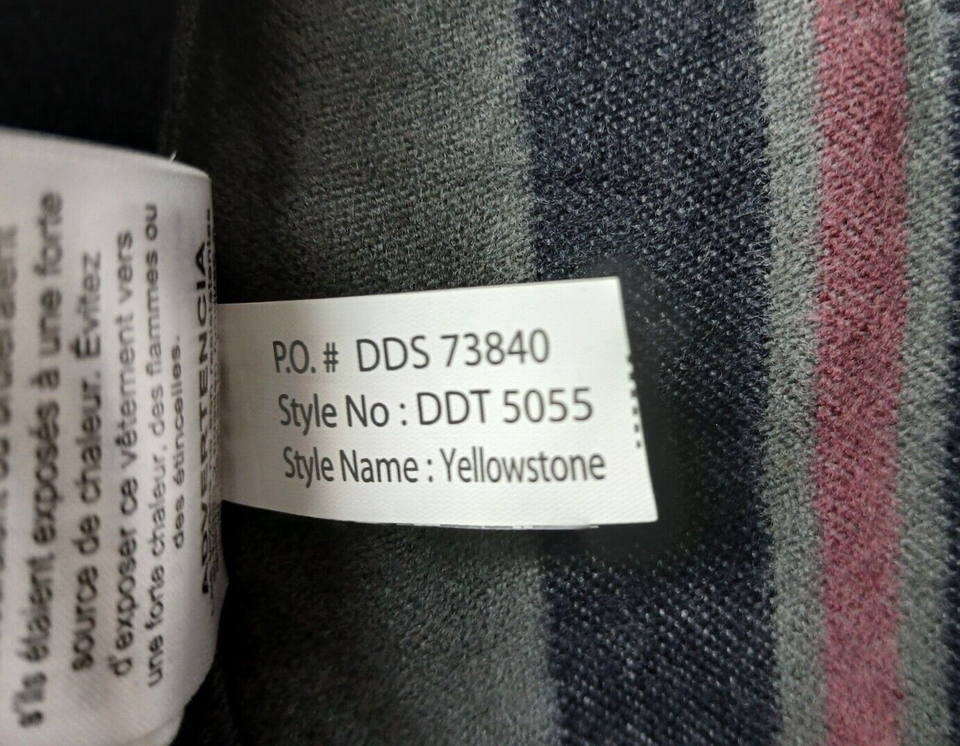 P.O. # DDS 73840
Style No : DDT 5055
Style Name : Yellowstone
s'ils étaient exposés à une forte
source de chaleur. Évitez
d'exposer ce vêtement vers
une forte chaleur, des flammes ou
des étincelles.
ADVERTENCIA